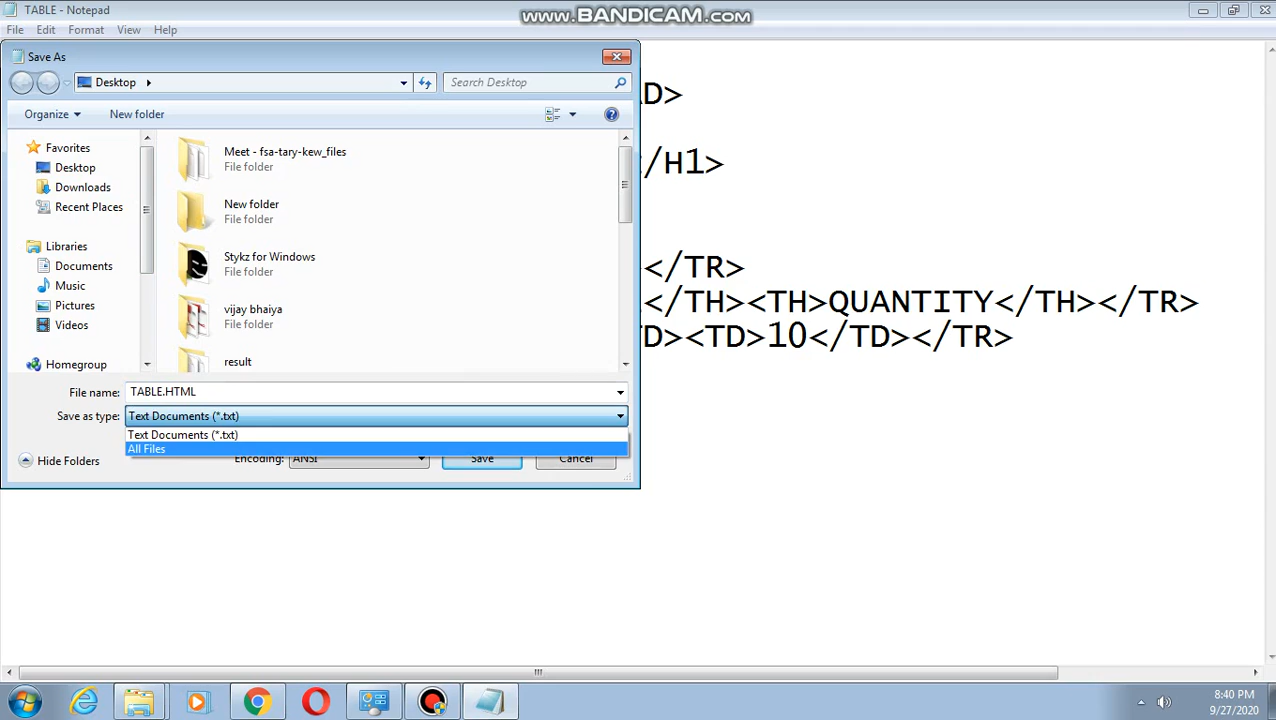 TABLE - Notepad
www.BANDICAM.com
File Edit Format View Help
Save As
Desktop
Search Desktop
Organize New folder
Favorites
Desktop
Downloads
Recent Places
Libraries
Documents
Music
Pictures
Videos
Homegroup
Meet - fsa-tary-kew_files
File folder
New folder
File folder
Stykz for Windows
File folder
vijay bhaiya
File folder
result
File name: TABLE.HTML
Save as type: Text Documents (*.txt)
Text Documents (*.txt)
All Files
Hide Folders Encoding: ANSI Save Cancel
D>
/H1>
</TR>
</TH><TH>QUANTITY</TH></TR>
D><TD>10</TD></TR>
8:40 PM
9/27/2020